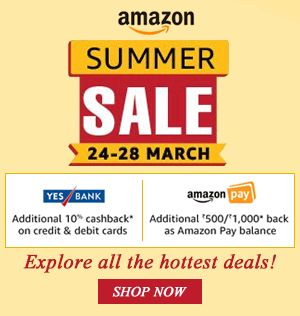 amazon
SUMMER
SALE
24-28 MARCH
YES BANK
Additional 10% cashback*
on credit & debit cards
amazon pay
Additional ₹500/₹1,000* back
as Amazon Pay balance
Explore all the hottest deals!
SHOP NOW